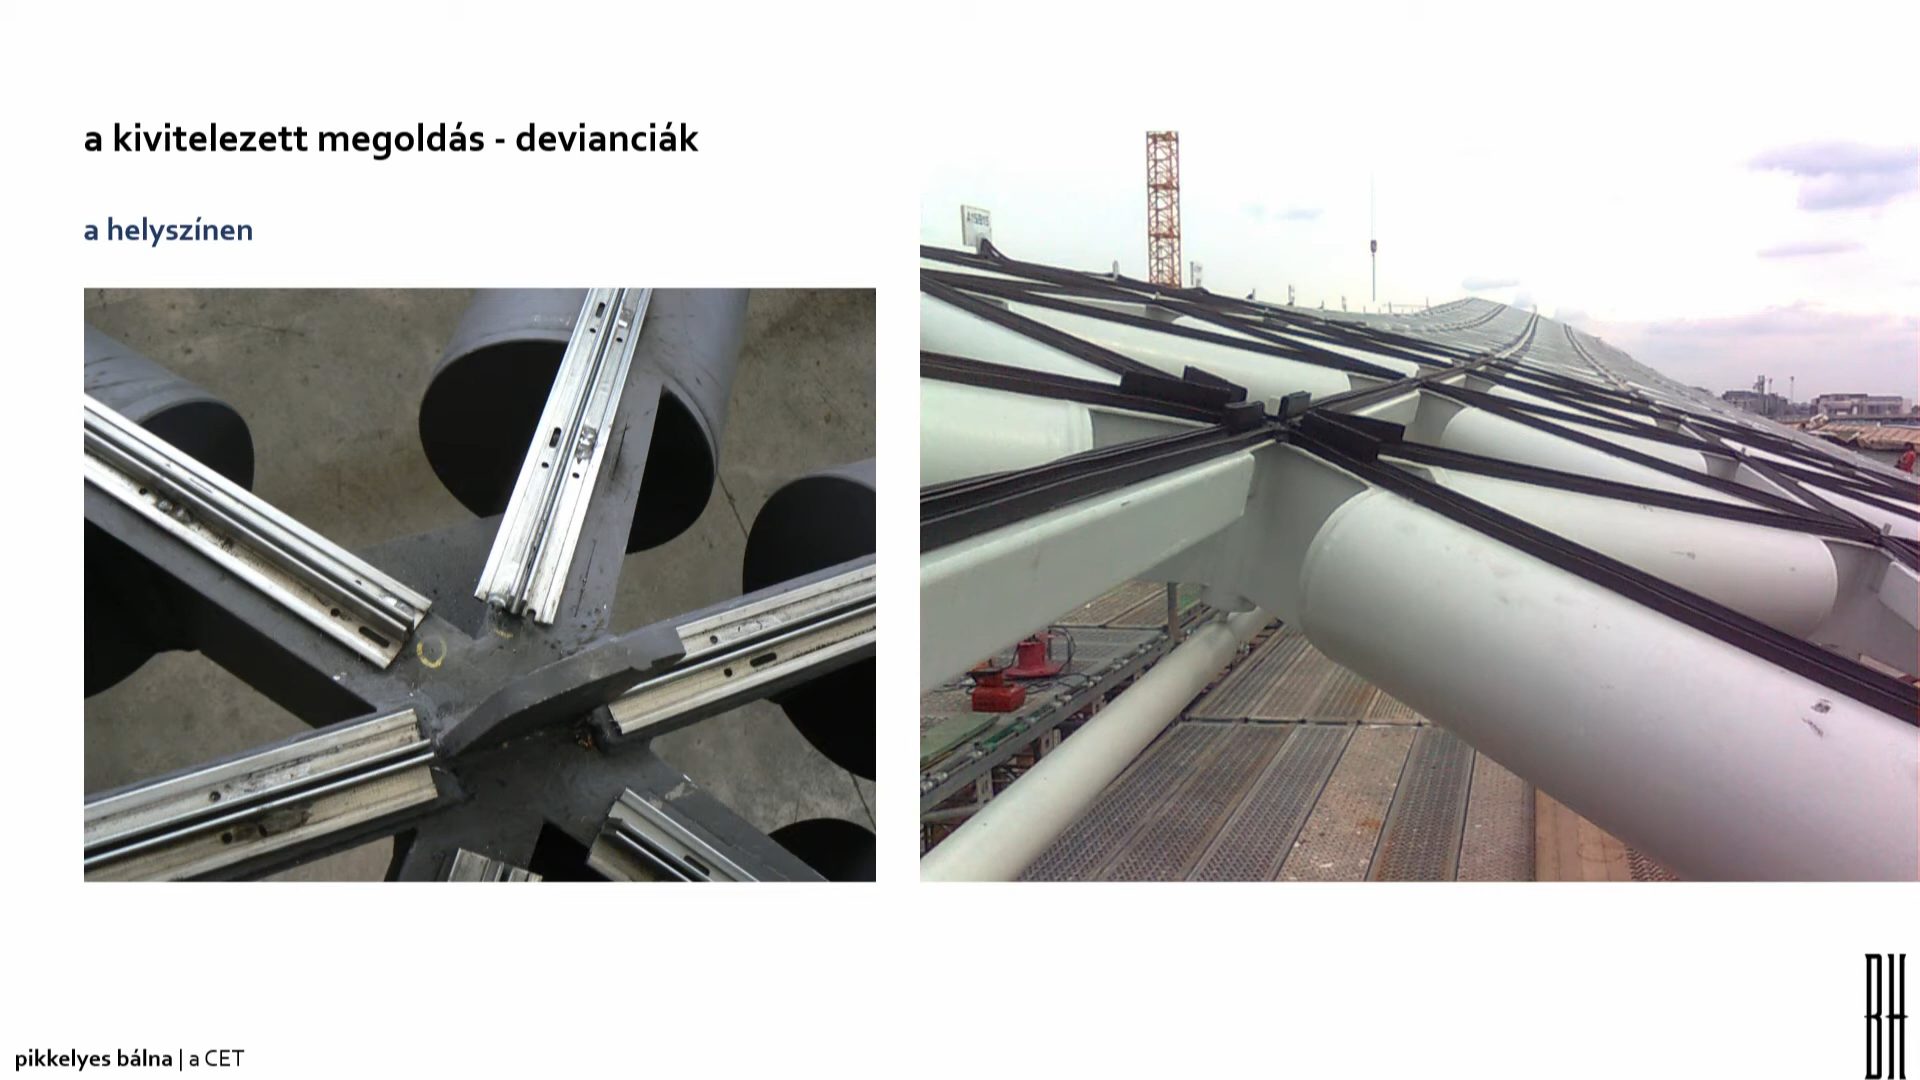 a kivitelezett megoldás - devianciák
a helyszínen
pikkelyes bálna | a CET
BH